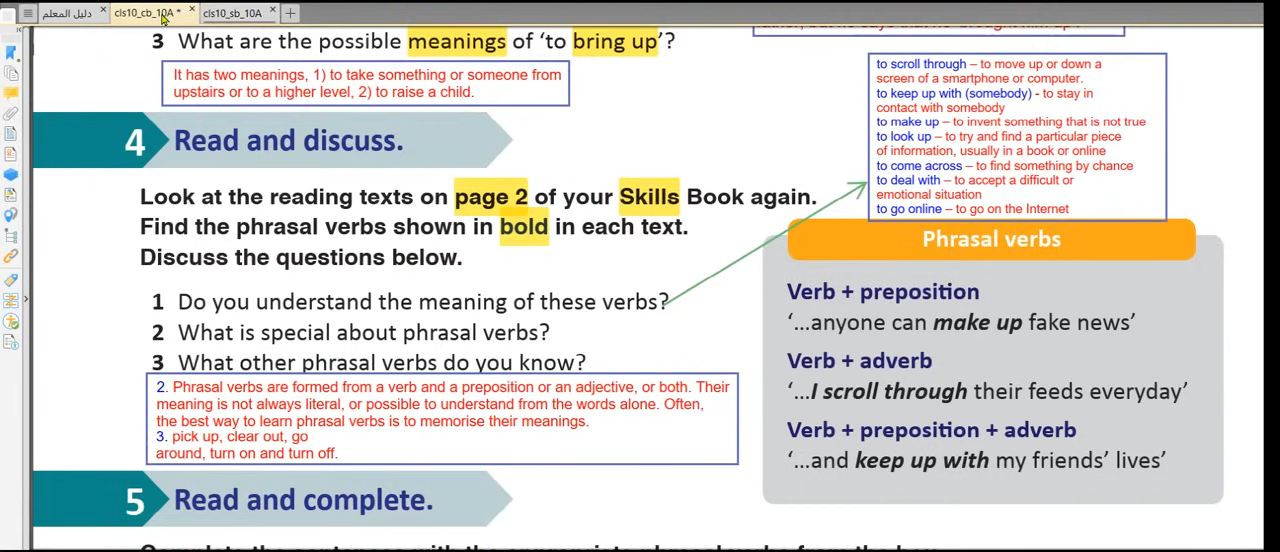 دليل المعلم
cls10_cb_10A *
cls10_sb_10A
3 What are the possible meanings of ‘to bring up’?
It has two meanings, 1) to take something or someone from
upstairs or to a higher level, 2) to raise a child.
to scroll through – to move up or down a
screen of a smartphone or computer.
to keep up with (somebody) - to stay in
contact with somebody
to make up – to invent something that is not true
to look up – to try and find a particular piece
of information, usually in a book or online
to come across – to find something by chance
to deal with – to accept a difficult or
emotional situation
to go online – to go on the Internet
4 Read and discuss.
Look at the reading texts on page 2 of your Skills Book again.
Find the phrasal verbs shown in bold in each text.
Discuss the questions below.
1 Do you understand the meaning of these verbs?
2 What is special about phrasal verbs?
3 What other phrasal verbs do you know?
2. Phrasal verbs are formed from a verb and a preposition or an adjective, or both. Their
meaning is not always literal, or possible to understand from the words alone. Often,
the best way to learn phrasal verbs is to memorise their meanings.
3. pick up, clear out, go
around, turn on and turn off.
Phrasal verbs
Verb + preposition
‘…anyone can make up fake news’
Verb + adverb
‘…I scroll through their feeds everyday’
Verb + preposition + adverb
‘…and keep up with my friends’ lives’
5 Read and complete.